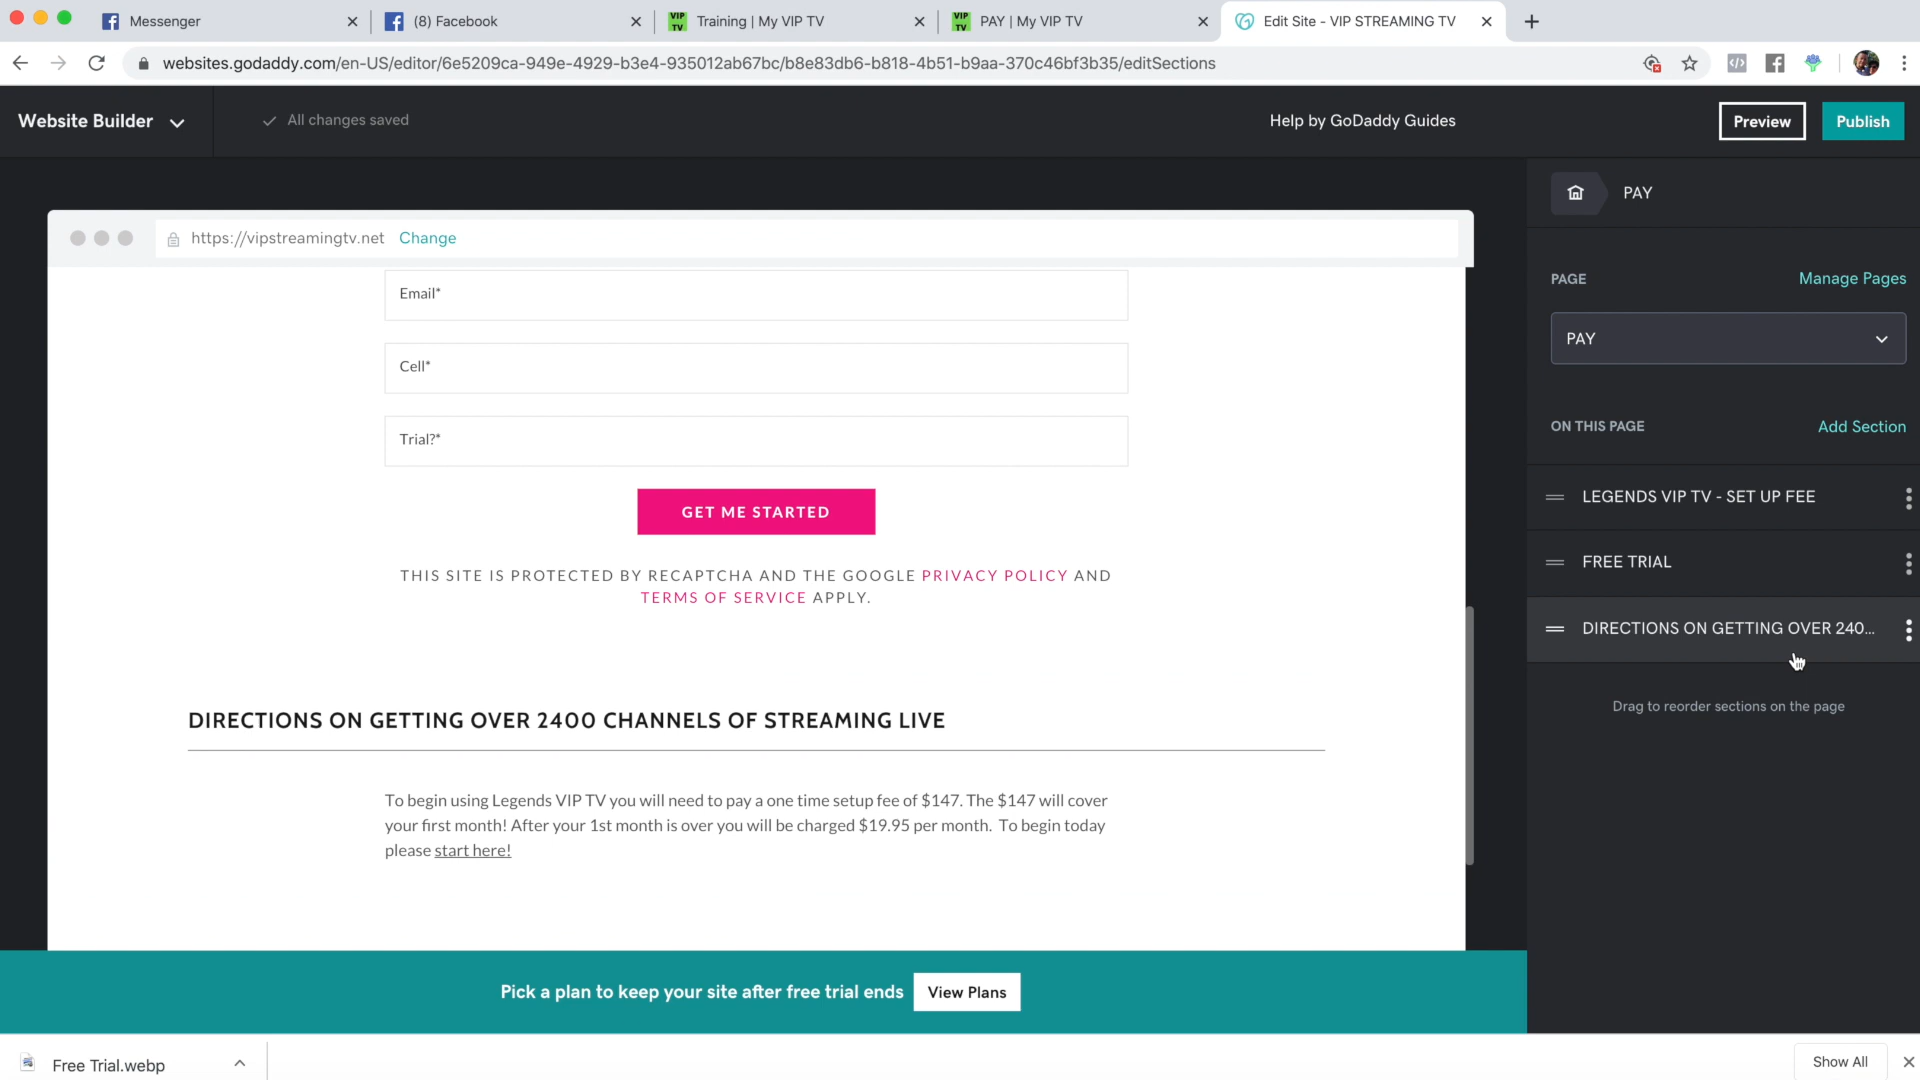 Messenger
(8) Facebook
VIP TV
Training | My VIP TV
VIP TV
PAY | My VIP TV
Edit Site - VIP STREAMING TV
websites.godaddy.com/en-US/editor/6e5209ca-949e-4929-b3e4-935012ab67bc/b8e83db6-b818-4b51-b9aa-370c46bf3b35/editSections
Website Builder
All changes saved
Help by GoDaddy Guides
Preview
Publish
https://vipstreamingtv.net Change
Email*
Cell*
Trial?*
GET ME STARTED
THIS SITE IS PROTECTED BY RECAPTCHA AND THE GOOGLE PRIVACY POLICY AND
TERMS OF SERVICE APPLY.
DIRECTIONS ON GETTING OVER 2400 CHANNELS OF STREAMING LIVE
To begin using Legends VIP TV you will need to pay a one time setup fee of $147. The $147 will cover
your first month! After your 1st month is over you will be charged $19.95 per month. To begin today
please start here!
PAY
PAGE
Manage Pages
PAY
ON THIS PAGE
Add Section
LEGENDS VIP TV - SET UP FEE
FREE TRIAL
DIRECTIONS ON GETTING OVER 240...
Drag to reorder sections on the page
Pick a plan to keep your site after free trial ends
View Plans
Free Trial.webp
Show All